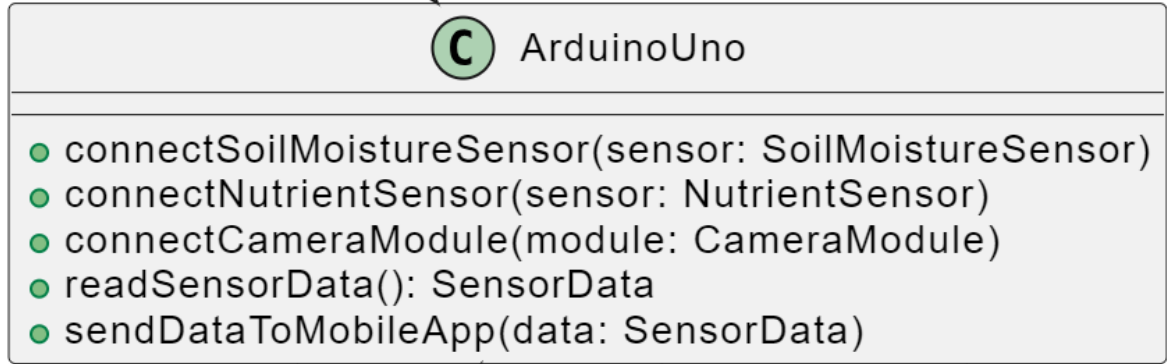 C ArduinoUno
connectSoilMoistureSensor(sensor: SoilMoistureSensor)
connectNutrientSensor(sensor: NutrientSensor)
connectCameraModule(module: CameraModule)
readSensorData(): SensorData
sendDataToMobileApp(data: SensorData)